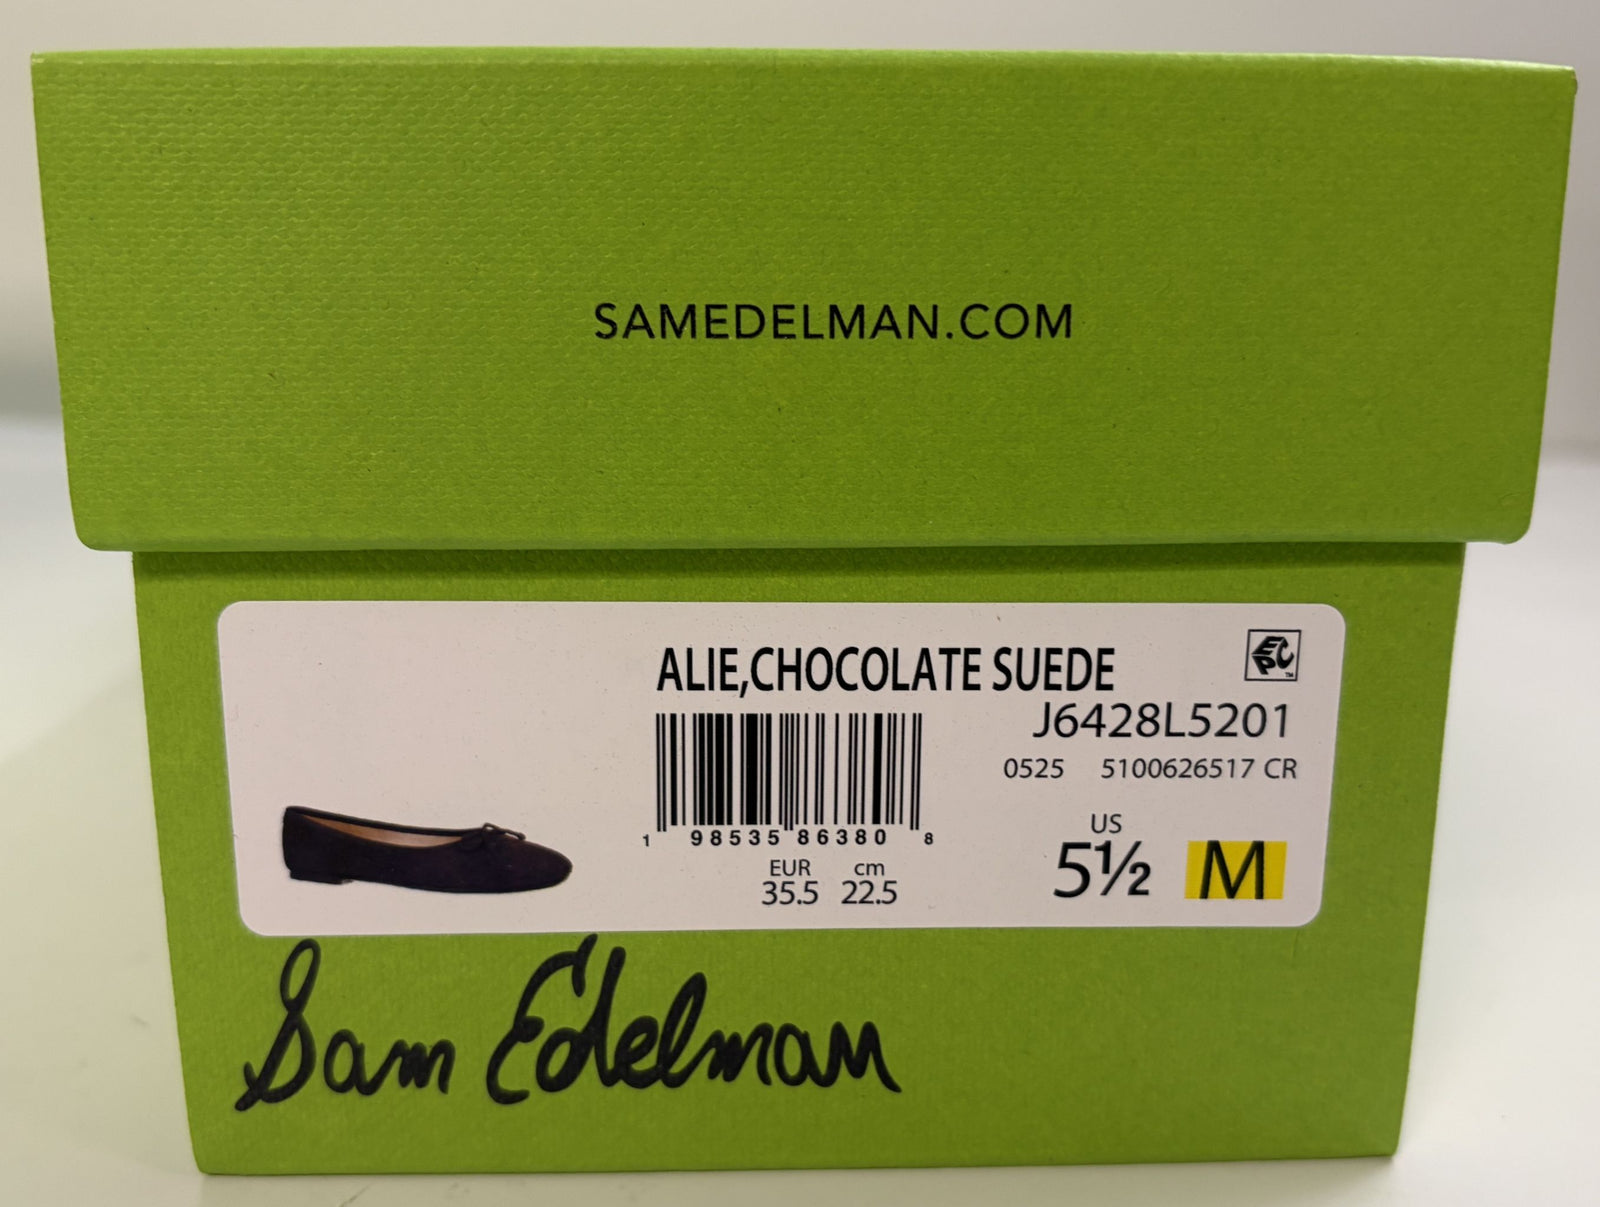 SAMEDELMAN.COM
ALIE,CHOCOLATE SUEDE
EPC™
J6428L5201
0525 5100626517 CR
1 98535 86380 8
EUR cm
35.5 22.5
US
5½ M
Sam Edelman